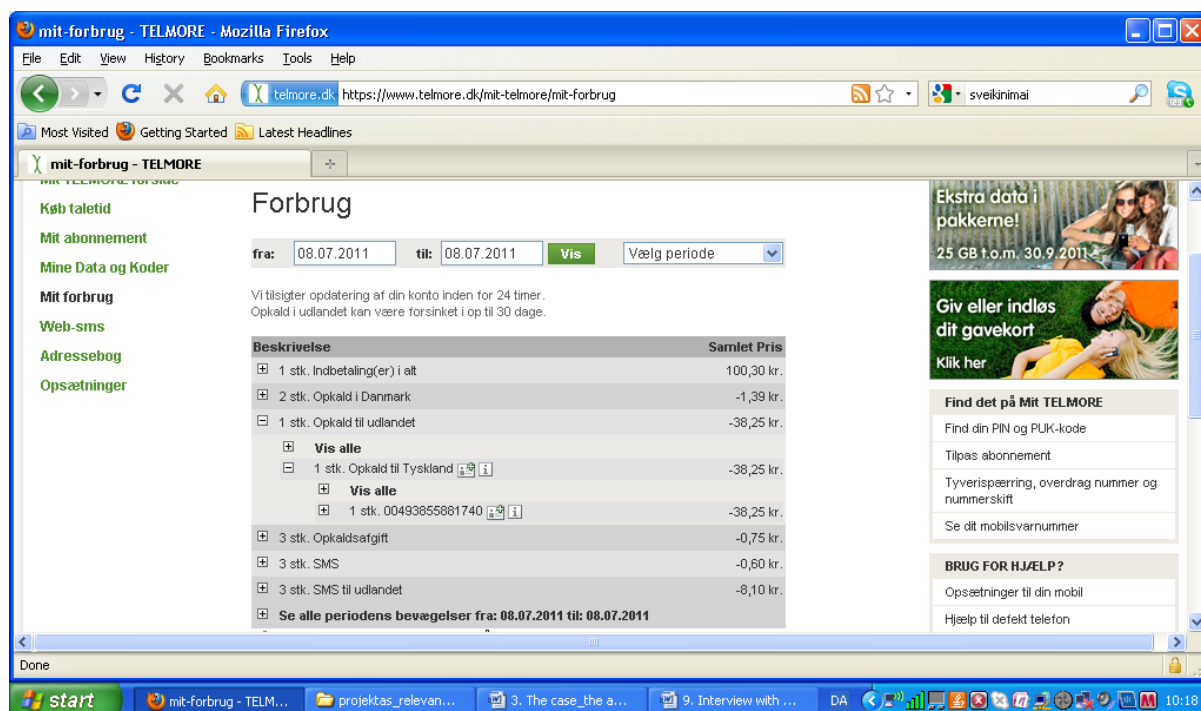 mit-forbrug - TELMORE - Mozilla Firefox
File Edit View History Bookmarks Tools Help
telmore.dk https://www.telmore.dk/mit-telmore/mit-forbrug
sveikinimai
Most Visited Getting Started Latest Headlines
mit-forbrug - TELMORE
Mit TELMORE forside
Køb taletid
Mit abonnement
Mine Data og Koder
Mit forbrug
Web-sms
Adressebog
Opsætninger
Forbrug
fra: 08.07.2011 til: 08.07.2011 Vis Vælg periode
Vi tilsigter opdatering af din konto inden for 24 timer.
Opkald i udlandet kan være forsinket i op til 30 dage.
Beskrivelse Samlet Pris
1 stk. Indbetaling(er) i alt 100,30 kr.
2 stk. Opkald i Danmark -1,39 kr.
1 stk. Opkald til udlandet -38,25 kr.
Vis alle
1 stk. Opkald til Tyskland -38,25 kr.
Vis alle
1 stk. 00493855881740 -38,25 kr.
3 stk. Opkaldsafgift -0,75 kr.
3 stk. SMS -0,60 kr.
3 stk. SMS til udlandet -8,10 kr.
Se alle periodens bevægelser fra: 08.07.2011 til: 08.07.2011
Ekstra data i
pakkerne!
25 GB t.o.m. 30.9.2011
Giv eller indløs
dit gavekort
Klik her
Find det på Mit TELMORE
Find din PIN og PUK-kode
Tilpas abonnement
Tyverispærring, overdrag nummer og
nummerskift
Se dit mobilsvarnummer
BRUG FOR HJÆLP?
Opsætninger til din mobil
Hjælp til defekt telefon
Done
start mit-forbrug - TELM... projektas_relevan... 3. The case_the a... 9. Interview with ... DA 10:18